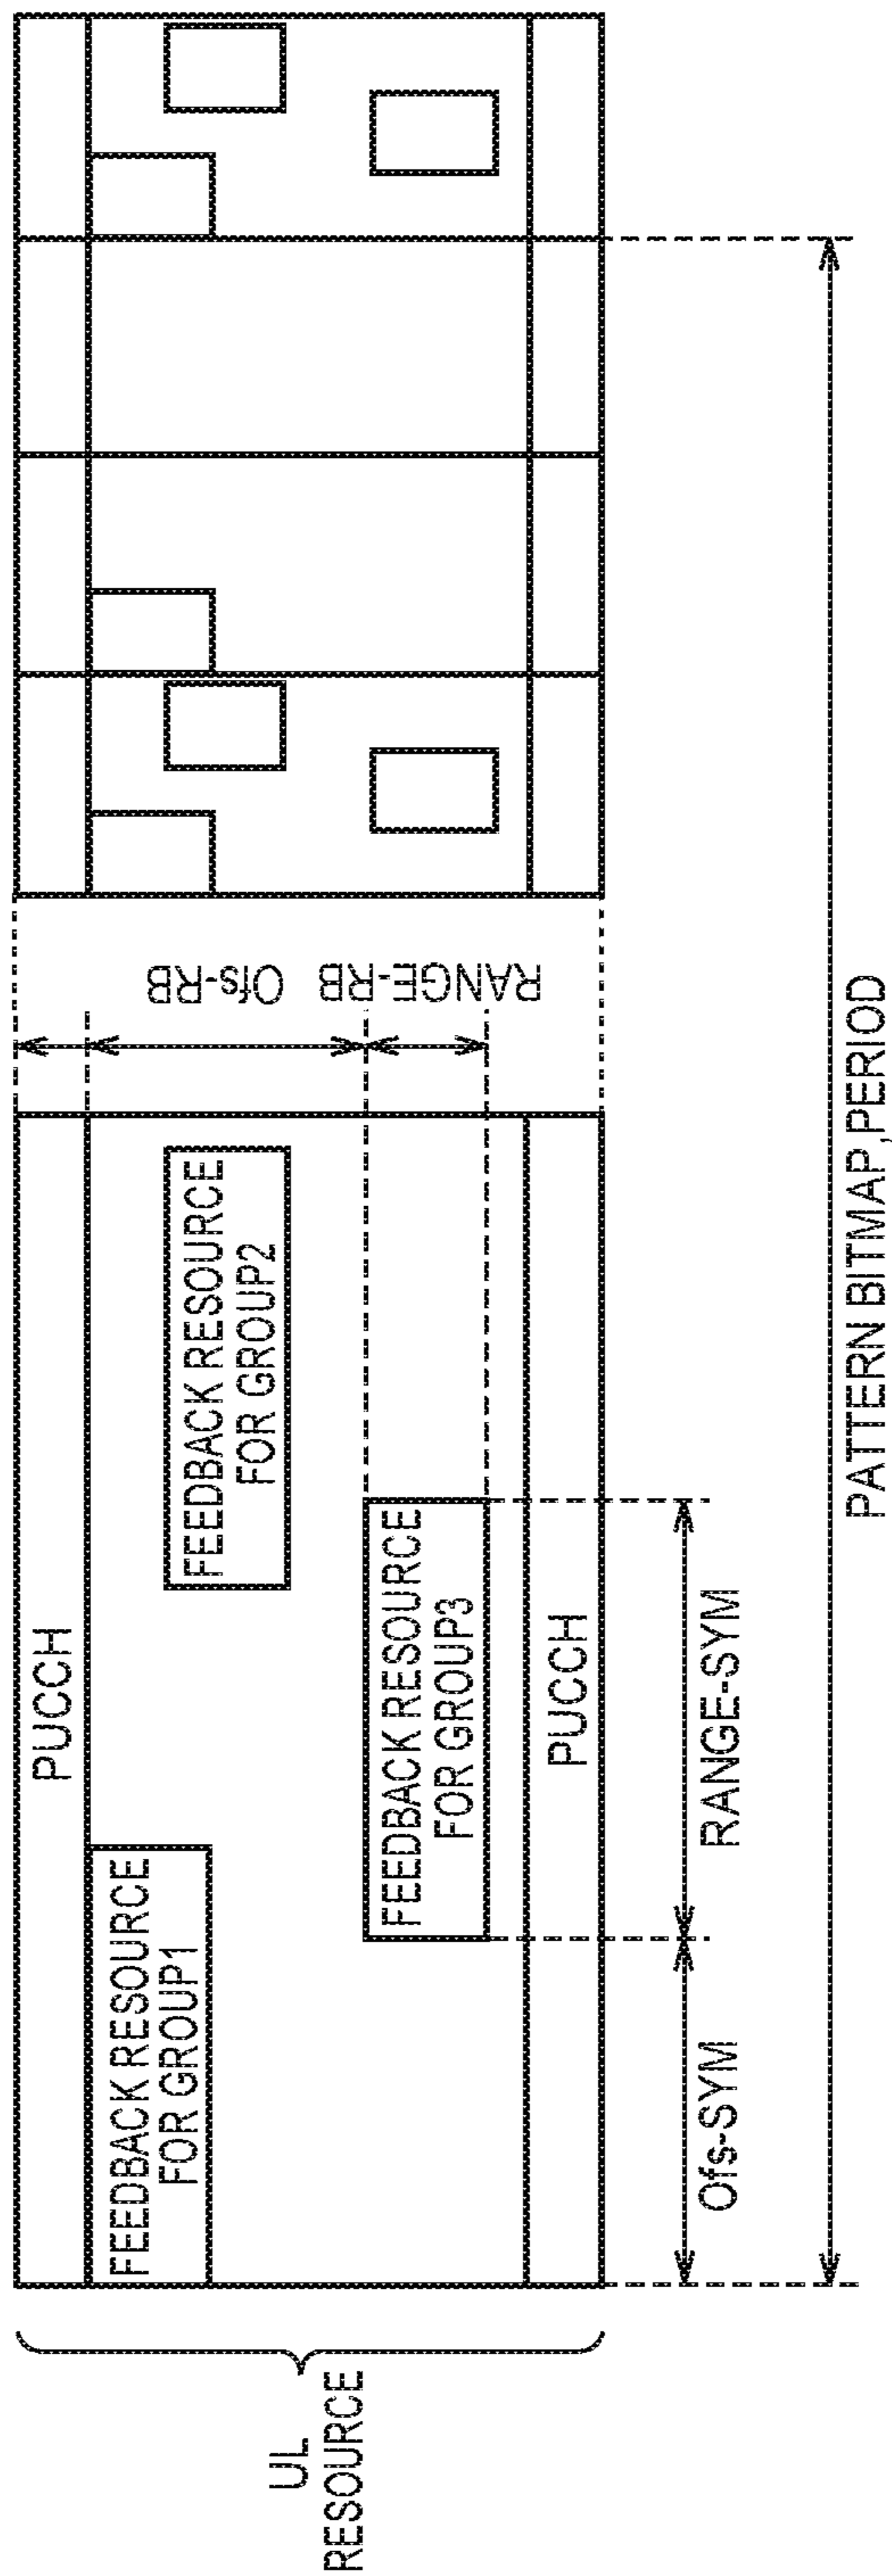 UL
RESOURCE
PUCCH
FEEDBACK RESOURCE
FOR GROUP1
FEEDBACK RESOURCE
FOR GROUP2
FEEDBACK RESOURCE
FOR GROUP3
PUCCH
Ofs-RB
RANGE-RB
Ofs-SYM
RANGE-SYM
PATTERN BITMAP,PERIOD